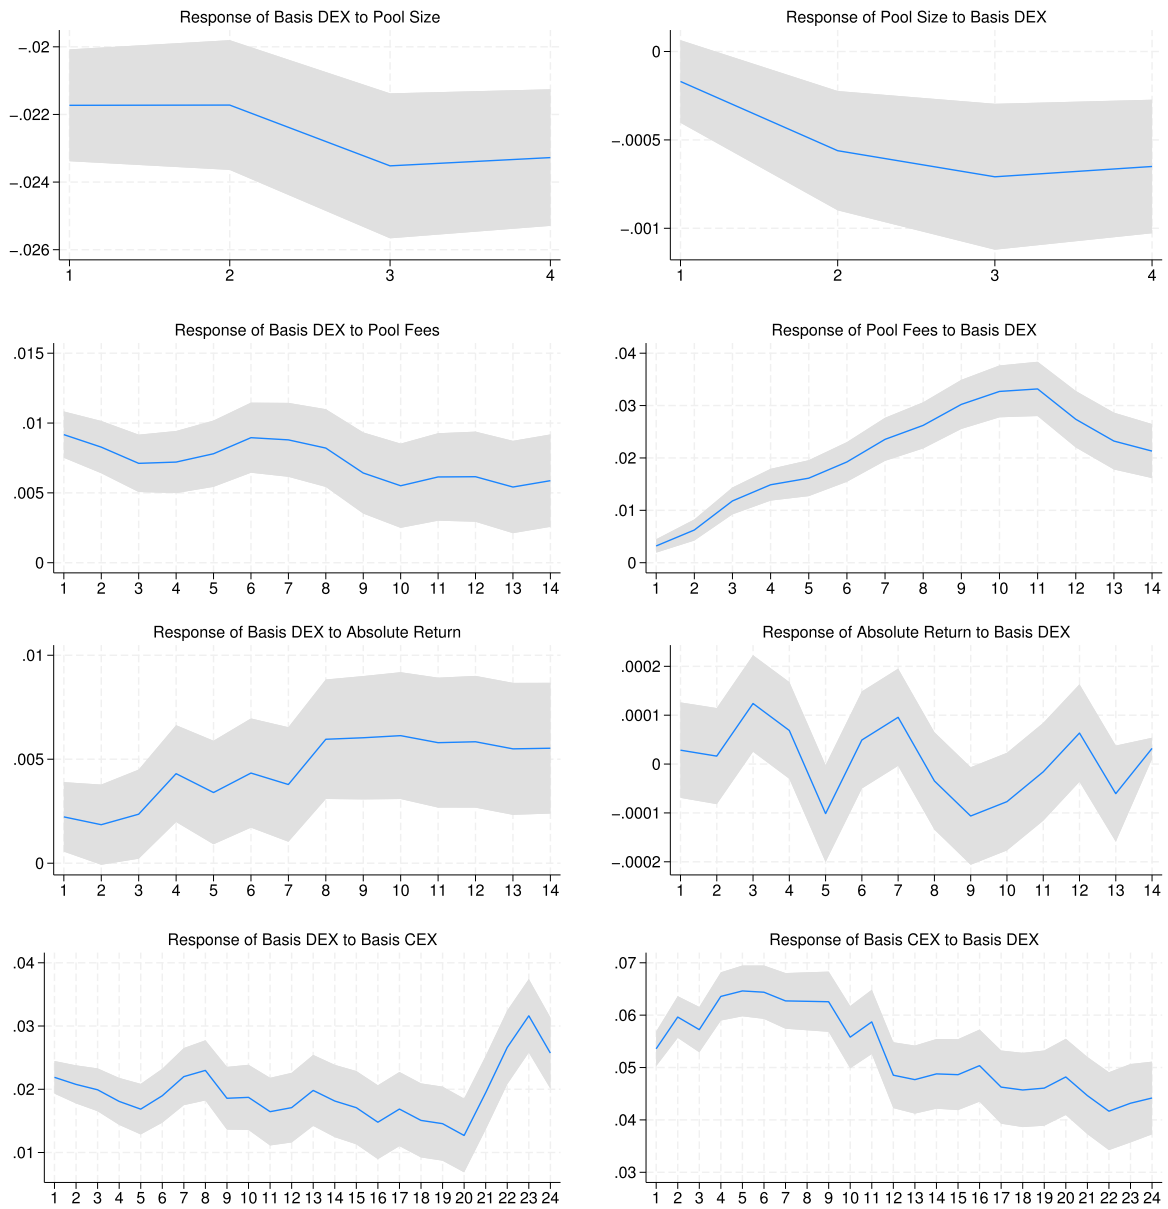 Response of Basis DEX to Pool Size
−.02
−.022
−.024
−.026
1 2 3 4
Response of Pool Size to Basis DEX
0
−.0005
−.001
1 2 3 4
Response of Basis DEX to Pool Fees
.015
.01
.005
0
1 2 3 4 5 6 7 8 9 10 11 12 13 14
Response of Pool Fees to Basis DEX
.04
.03
.02
.01
0
1 2 3 4 5 6 7 8 9 10 11 12 13 14
Response of Basis DEX to Absolute Return
.01
.005
0
1 2 3 4 5 6 7 8 9 10 11 12 13 14
Response of Absolute Return to Basis DEX
.0002
.0001
0
−.0001
−.0002
1 2 3 4 5 6 7 8 9 10 11 12 13 14
Response of Basis DEX to Basis CEX
.04
.03
.02
.01
1 2 3 4 5 6 7 8 9 10 11 12 13 14 15 16 17 18 19 20 21 22 23 24
Response of Basis CEX to Basis DEX
.07
.06
.05
.04
.03
1 2 3 4 5 6 7 8 9 10 11 12 13 14 15 16 17 18 19 20 21 22 23 24